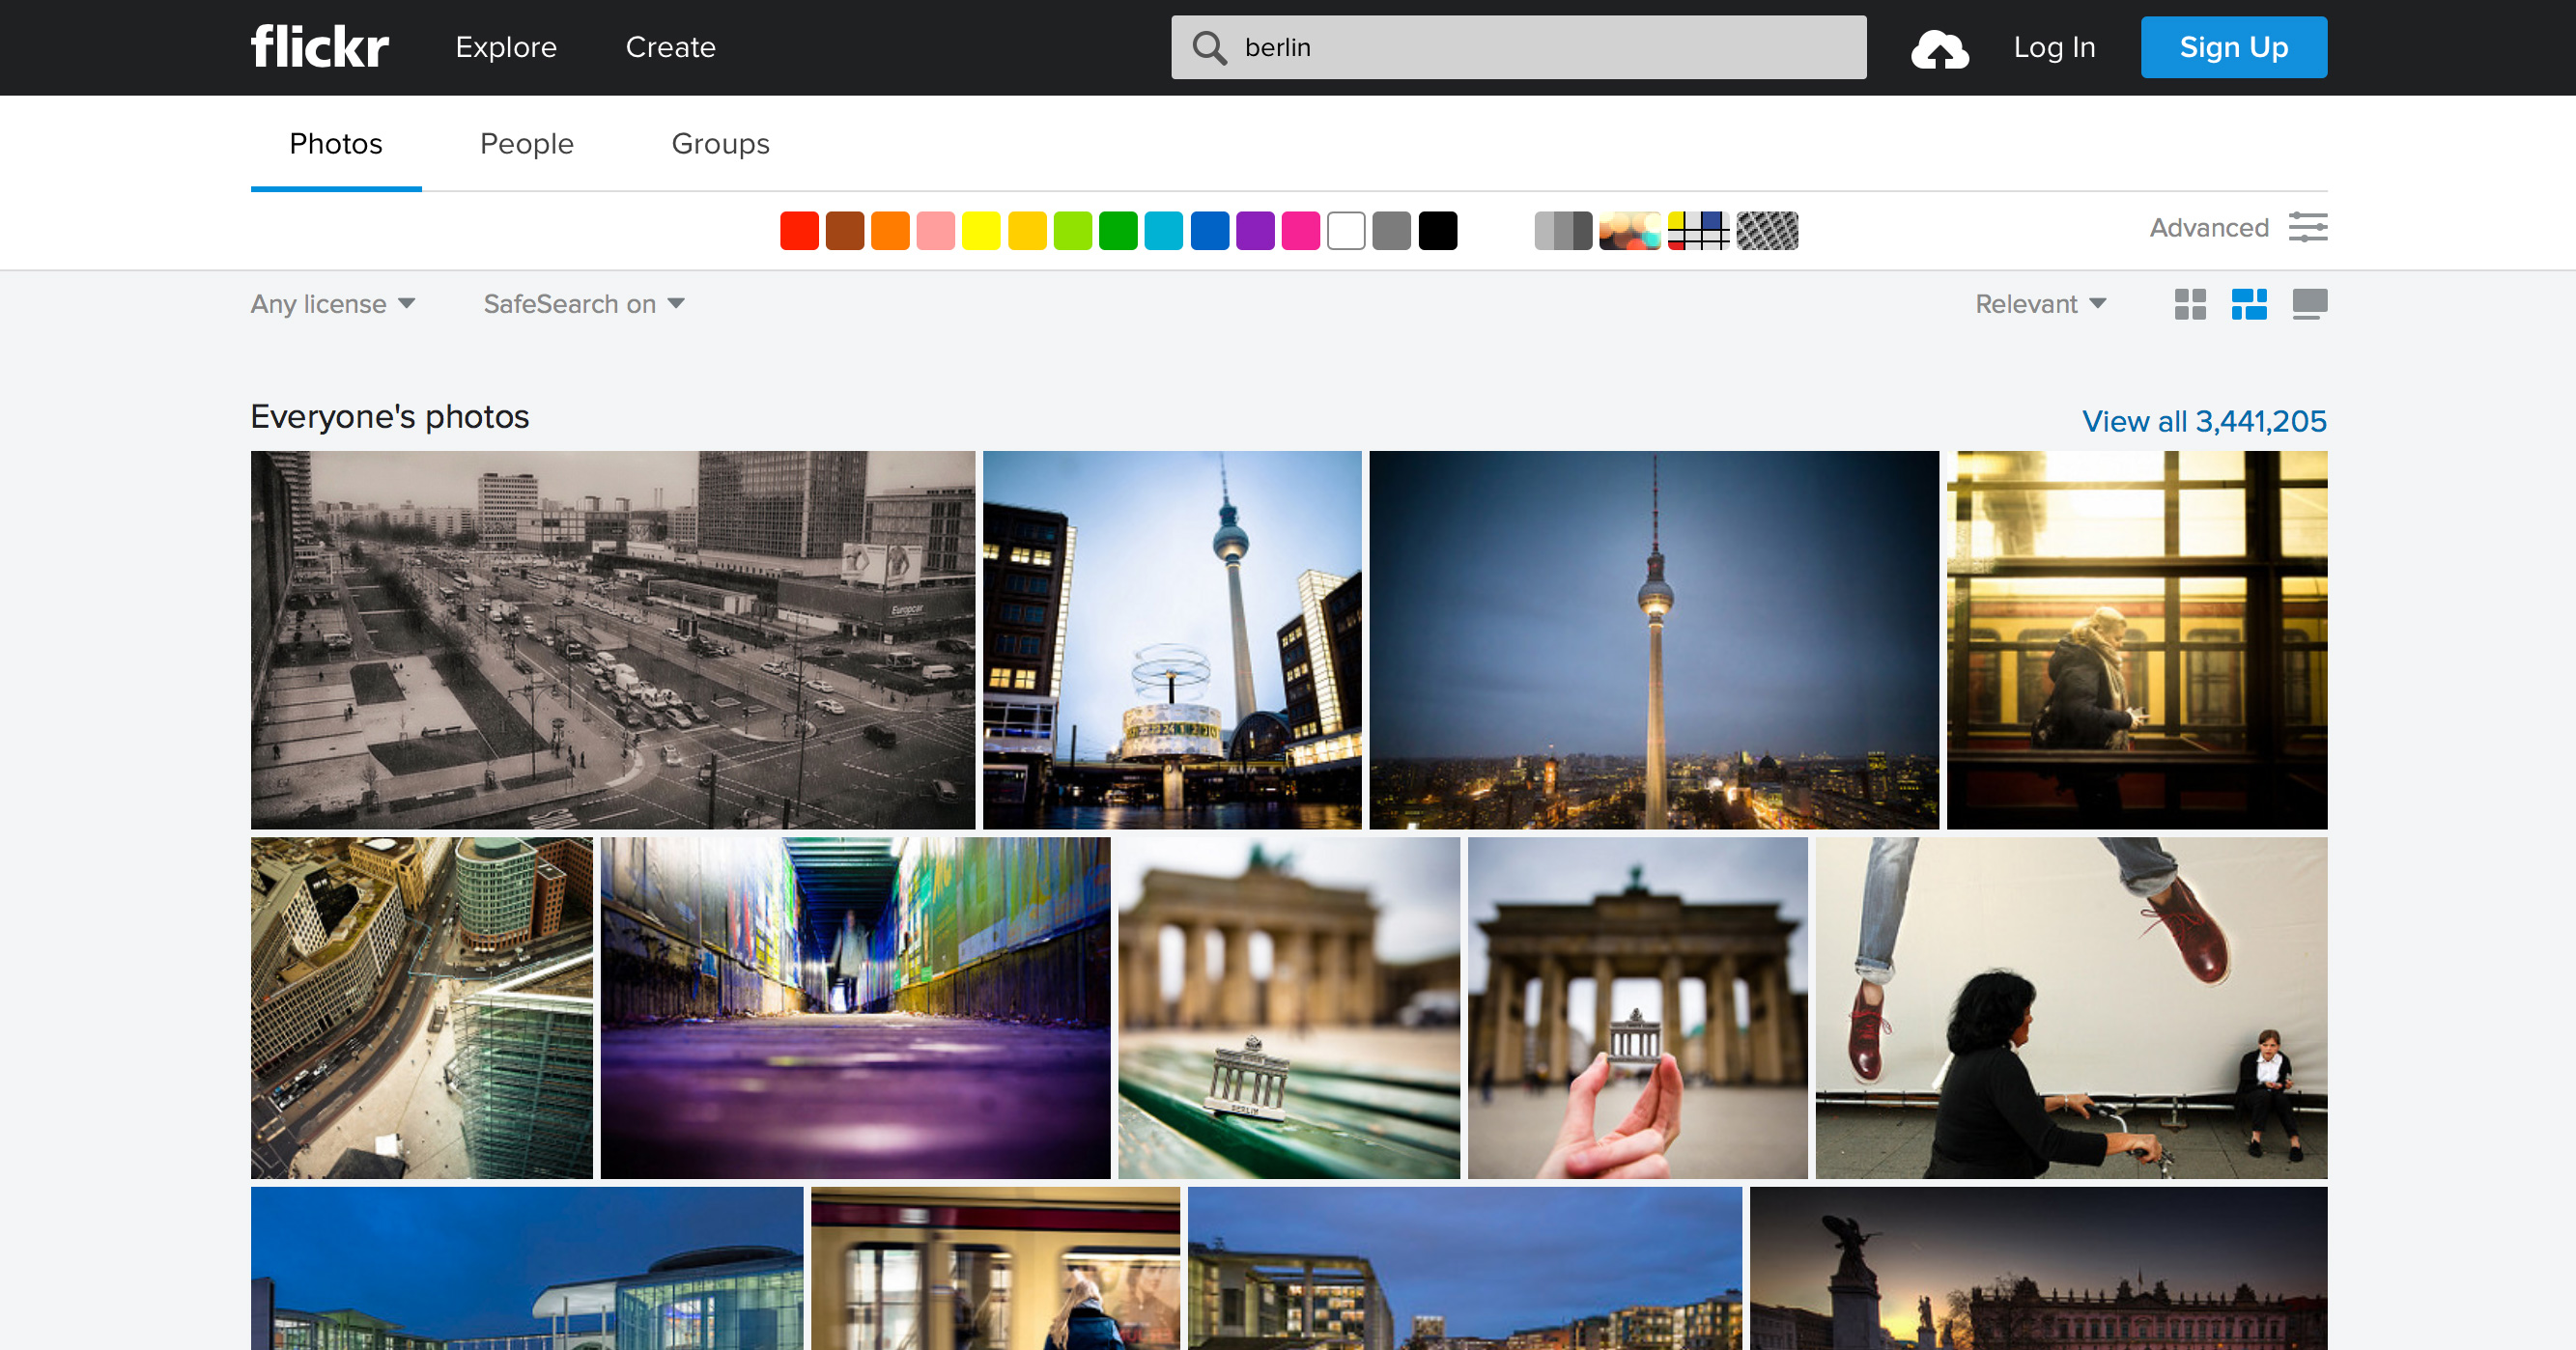 flickr Explore Create berlin Log In Sign Up
Photos People Groups
Advanced
Any license SafeSearch on Relevant
Everyone's photos View all 3,441,205
Europcar
BERLIN